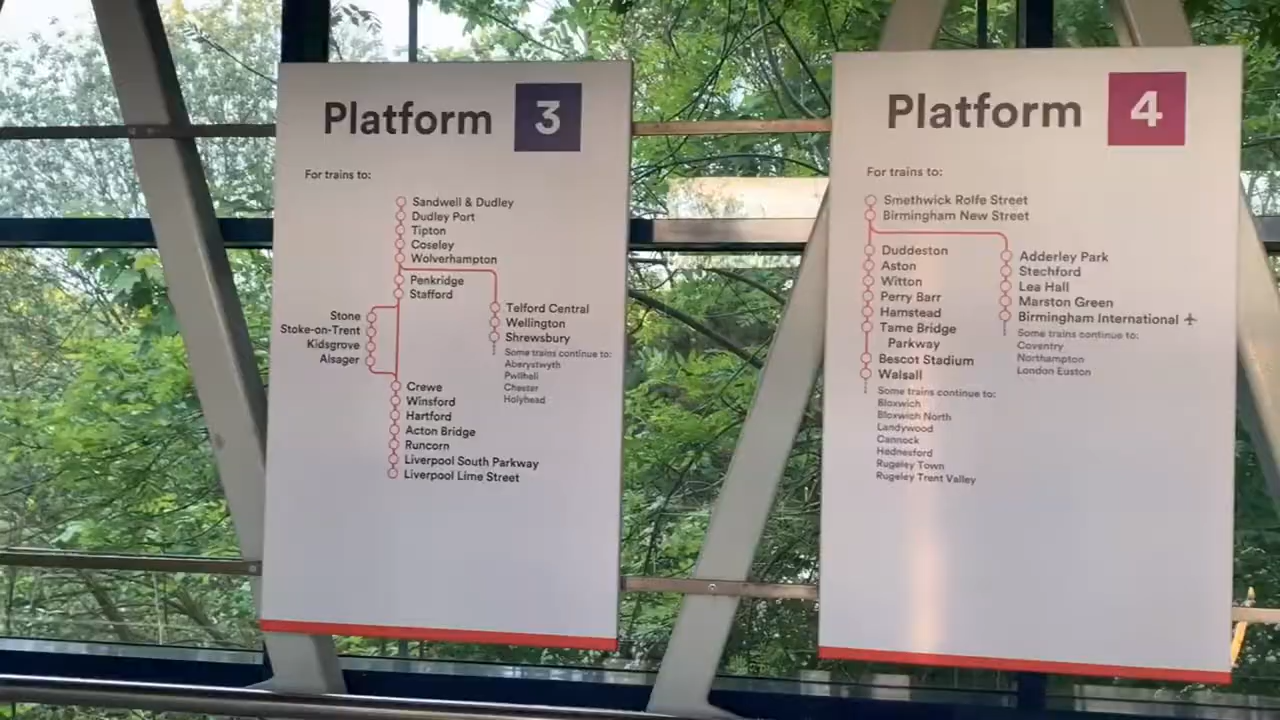 Platform 3
For trains to:
Sandwell & Dudley
Dudley Port
Tipton
Coseley
Wolverhampton
Penkridge
Stafford
Stone
Stoke-on-Trent
Kidsgrove
Alsager
Telford Central
Wellington
Shrewsbury
Some trains continue to:
Aberystwyth
Pwllheli
Chester
Holyhead
Crewe
Winsford
Hartford
Acton Bridge
Runcorn
Liverpool South Parkway
Liverpool Lime Street
Platform 4
For trains to:
Smethwick Rolfe Street
Birmingham New Street
Duddeston
Aston
Witton
Perry Barr
Hamstead
Tame Bridge
Parkway
Bescot Stadium
Walsall
Some trains continue to:
Bloxwich
Bloxwich North
Landywood
Cannock
Hednesford
Rugeley Town
Rugeley Trent Valley
Adderley Park
Stechford
Lea Hall
Marston Green
Birmingham International
Some trains continue to:
Coventry
Northampton
London Euston